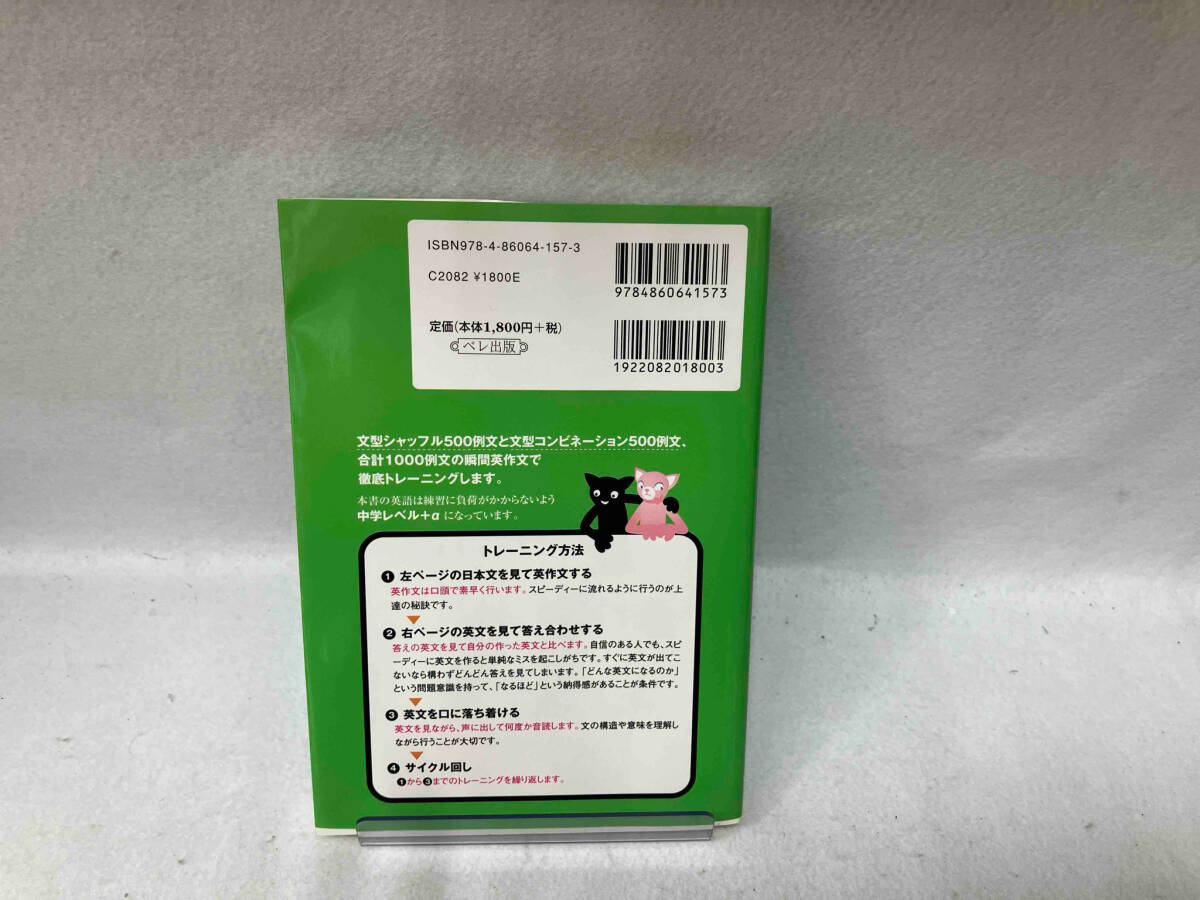 ISBN978-4-86064-157-3
C2082 ¥1800E
9784860641573
定価(本体1,800円+税)
ベレ出版
1922082018003
文型シャッフル500例文と文型コンビネーション500例文、
合計1000例文の瞬間英作文で
徹底トレーニングします。
本書の英語は練習に負荷がかからないよう
中学レベル+α になっています。
トレーニング方法
❶ 左ページの日本文を見て英作文する
英作文は口頭で素早く行います。スピーディーに流れるように行うのが上
達の秘訣です。
❷ 右ページの英文を見て答え合わせする
答えの英文を見て自分の作った英文と比べます。自信のある人でも、スピ
ーディーに英文を作ると単純なミスを起こしがちです。すぐに英文が出てこ
ないなら構わずどんどん答えを見てしまいます。「どんな英文になるのか」
という問題意識を持って、「なるほど」という納得感があることが条件です。
❸ 英文を口に落ち着ける
英文を見ながら、声に出して何度か音読します。文の構造や意味を理解し
ながら行うことが大切です。
❹ サイクル回し
❶から❸までのトレーニングを繰り返します。